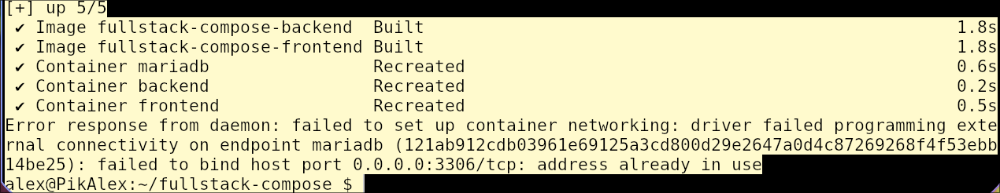 [+] up 5/5
✔ Image fullstack-compose-backend Built 1.8s
✔ Image fullstack-compose-frontend Built 1.8s
✔ Container mariadb Recreated 0.6s
✔ Container backend Recreated 0.2s
✔ Container frontend Recreated 0.5s
Error response from daemon: failed to set up container networking: driver failed programming exte
rnal connectivity on endpoint mariadb (121ab912cdb03961e69125a3cd800d29e2647a0d4c87269268f4f53ebb
14be25): failed to bind host port 0.0.0.0:3306/tcp: address already in use
alex@PikAlex:~/fullstack-compose $